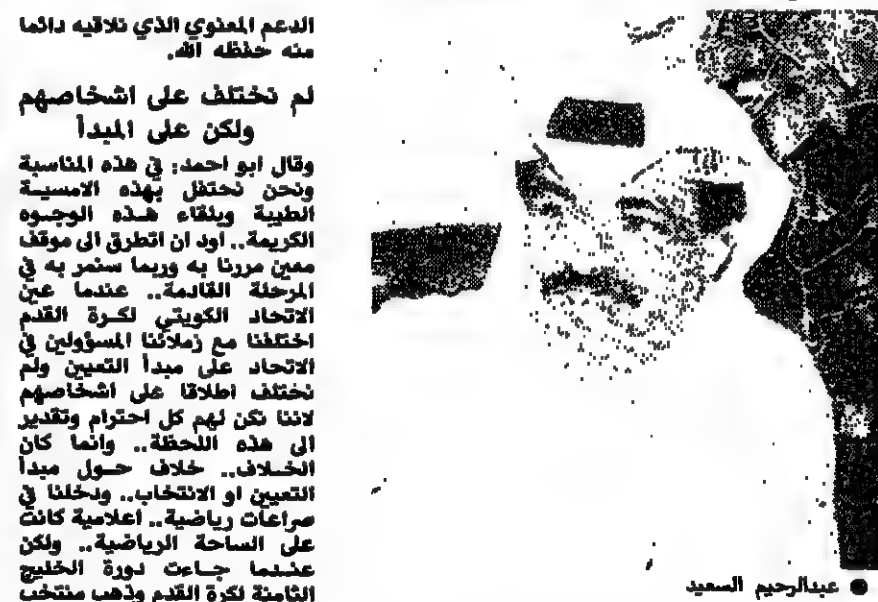 الدعم المعنوي الذي نلاقيه دائما
منه حفظه الله.
لم نختلف على اشخاصهم
ولكن على المبدأ
وقال ابو احمد: في هذه المناسبة
ونحن نحتفل بهذه الامسية
الطيبة وبلقاء هذه الوجوه
الكريمة.. اود ان اتطرق الى موقف
معين مررنا به وربما سنمر به في
المرحلة القادمة.. عندما عين
الاتحاد الكويتي لكرة القدم
اختلفنا مع زملائنا المسؤولين في
الاتحاد على مبدأ التعيين ولم
نختلف اطلاقا على اشخاصهم
لاننا نكن لهم كل احترام وتقدير
الى هذه اللحظة.. وانما كان
الخلاف.. خلاف حول مبدأ
التعيين او الانتخاب.. ودخلنا في
صراعات رياضية.. اعلامية كانت
على الساحة الرياضية.. ولكن
عندما جاءت دورة الخليج
الثامنة لكرة القدم وذهب منتخب
● عبدالرحيم السعيد